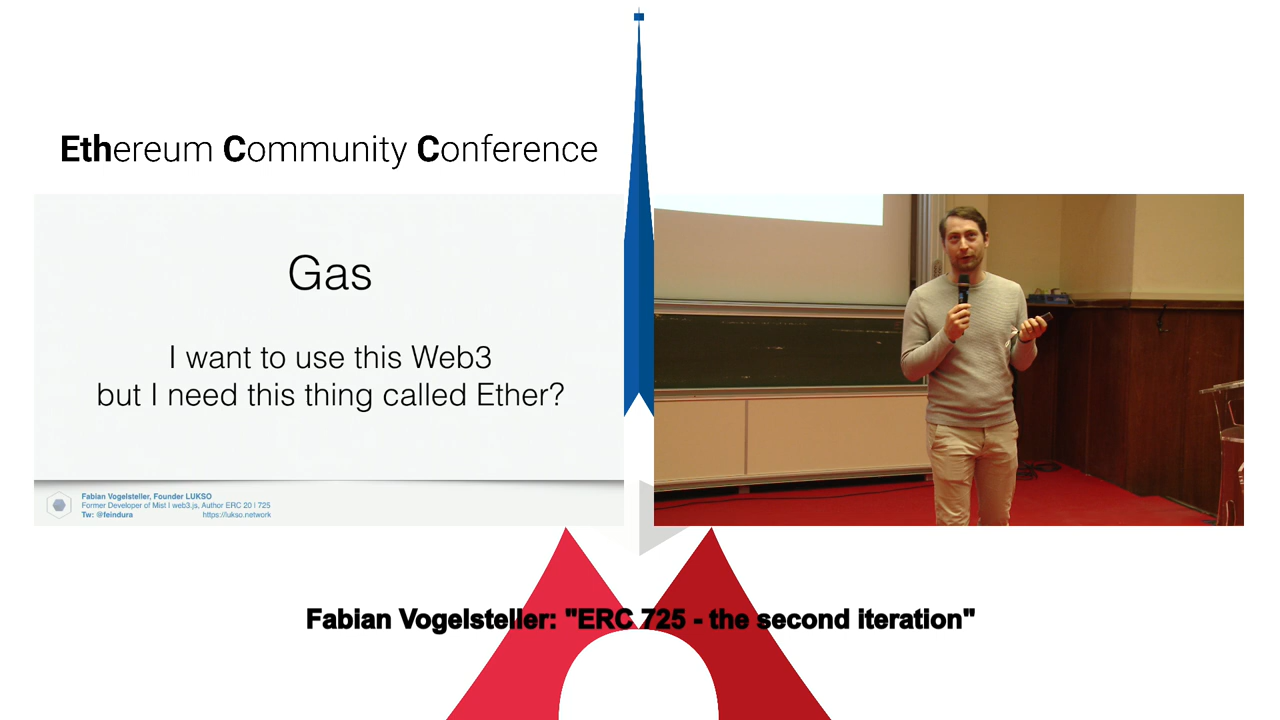 Ethereum Community Conference
Gas
I want to use this Web3
but I need this thing called Ether?
Fabian Vogelsteller, Founder LUKSO
Former Developer of Mist | web3.js, Author ERC 20 | 725
Tw: @feindura https://lukso.network
Fabian Vogelsteller: "ERC 725 - the second iteration"